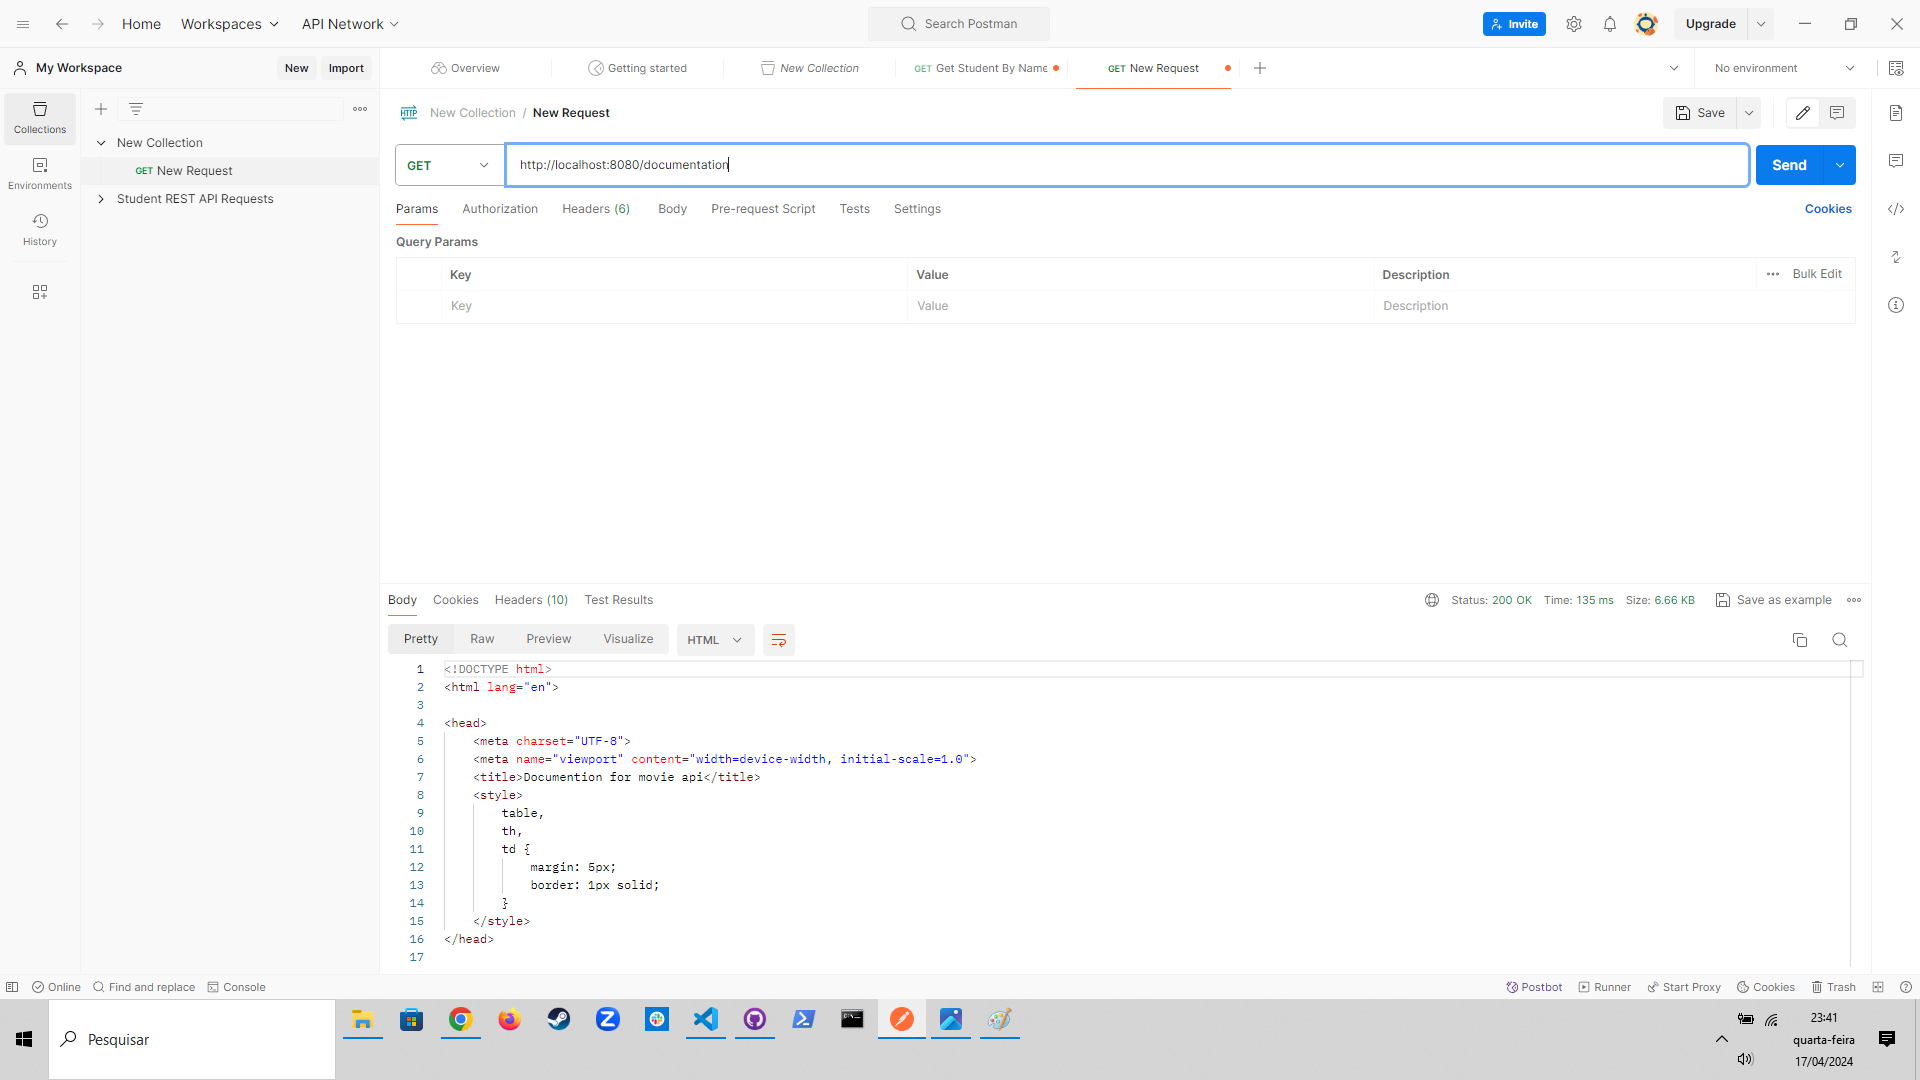 Home Workspaces API Network Search Postman Invite Upgrade
My Workspace New Import Overview Getting started New Collection GET Get Student By Name GET New Request No environment
Collections
Environments
History
New Collection
GET New Request
Student REST API Requests
HTTP New Collection / New Request Save
GET http://localhost:8080/documentation Send
Params Authorization Headers (6) Body Pre-request Script Tests Settings Cookies
Query Params
Key Value Description Bulk Edit
Key Value Description
Body Cookies Headers (10) Test Results Status: 200 OK Time: 135 ms Size: 6.66 KB Save as example
Pretty Raw Preview Visualize HTML
1 <!DOCTYPE html>
2 <html lang="en">
3
4 <head>
5 <meta charset="UTF-8">
6 <meta name="viewport" content="width=device-width, initial-scale=1.0">
7 <title>Documention for movie api</title>
8 <style>
9 table,
10 th,
11 td {
12 margin: 5px;
13 border: 1px solid;
14 }
15 </style>
16 </head>
17
Online Find and replace Console Postbot Runner Start Proxy Cookies Trash
Pesquisar
23:41
quarta-feira
17/04/2024